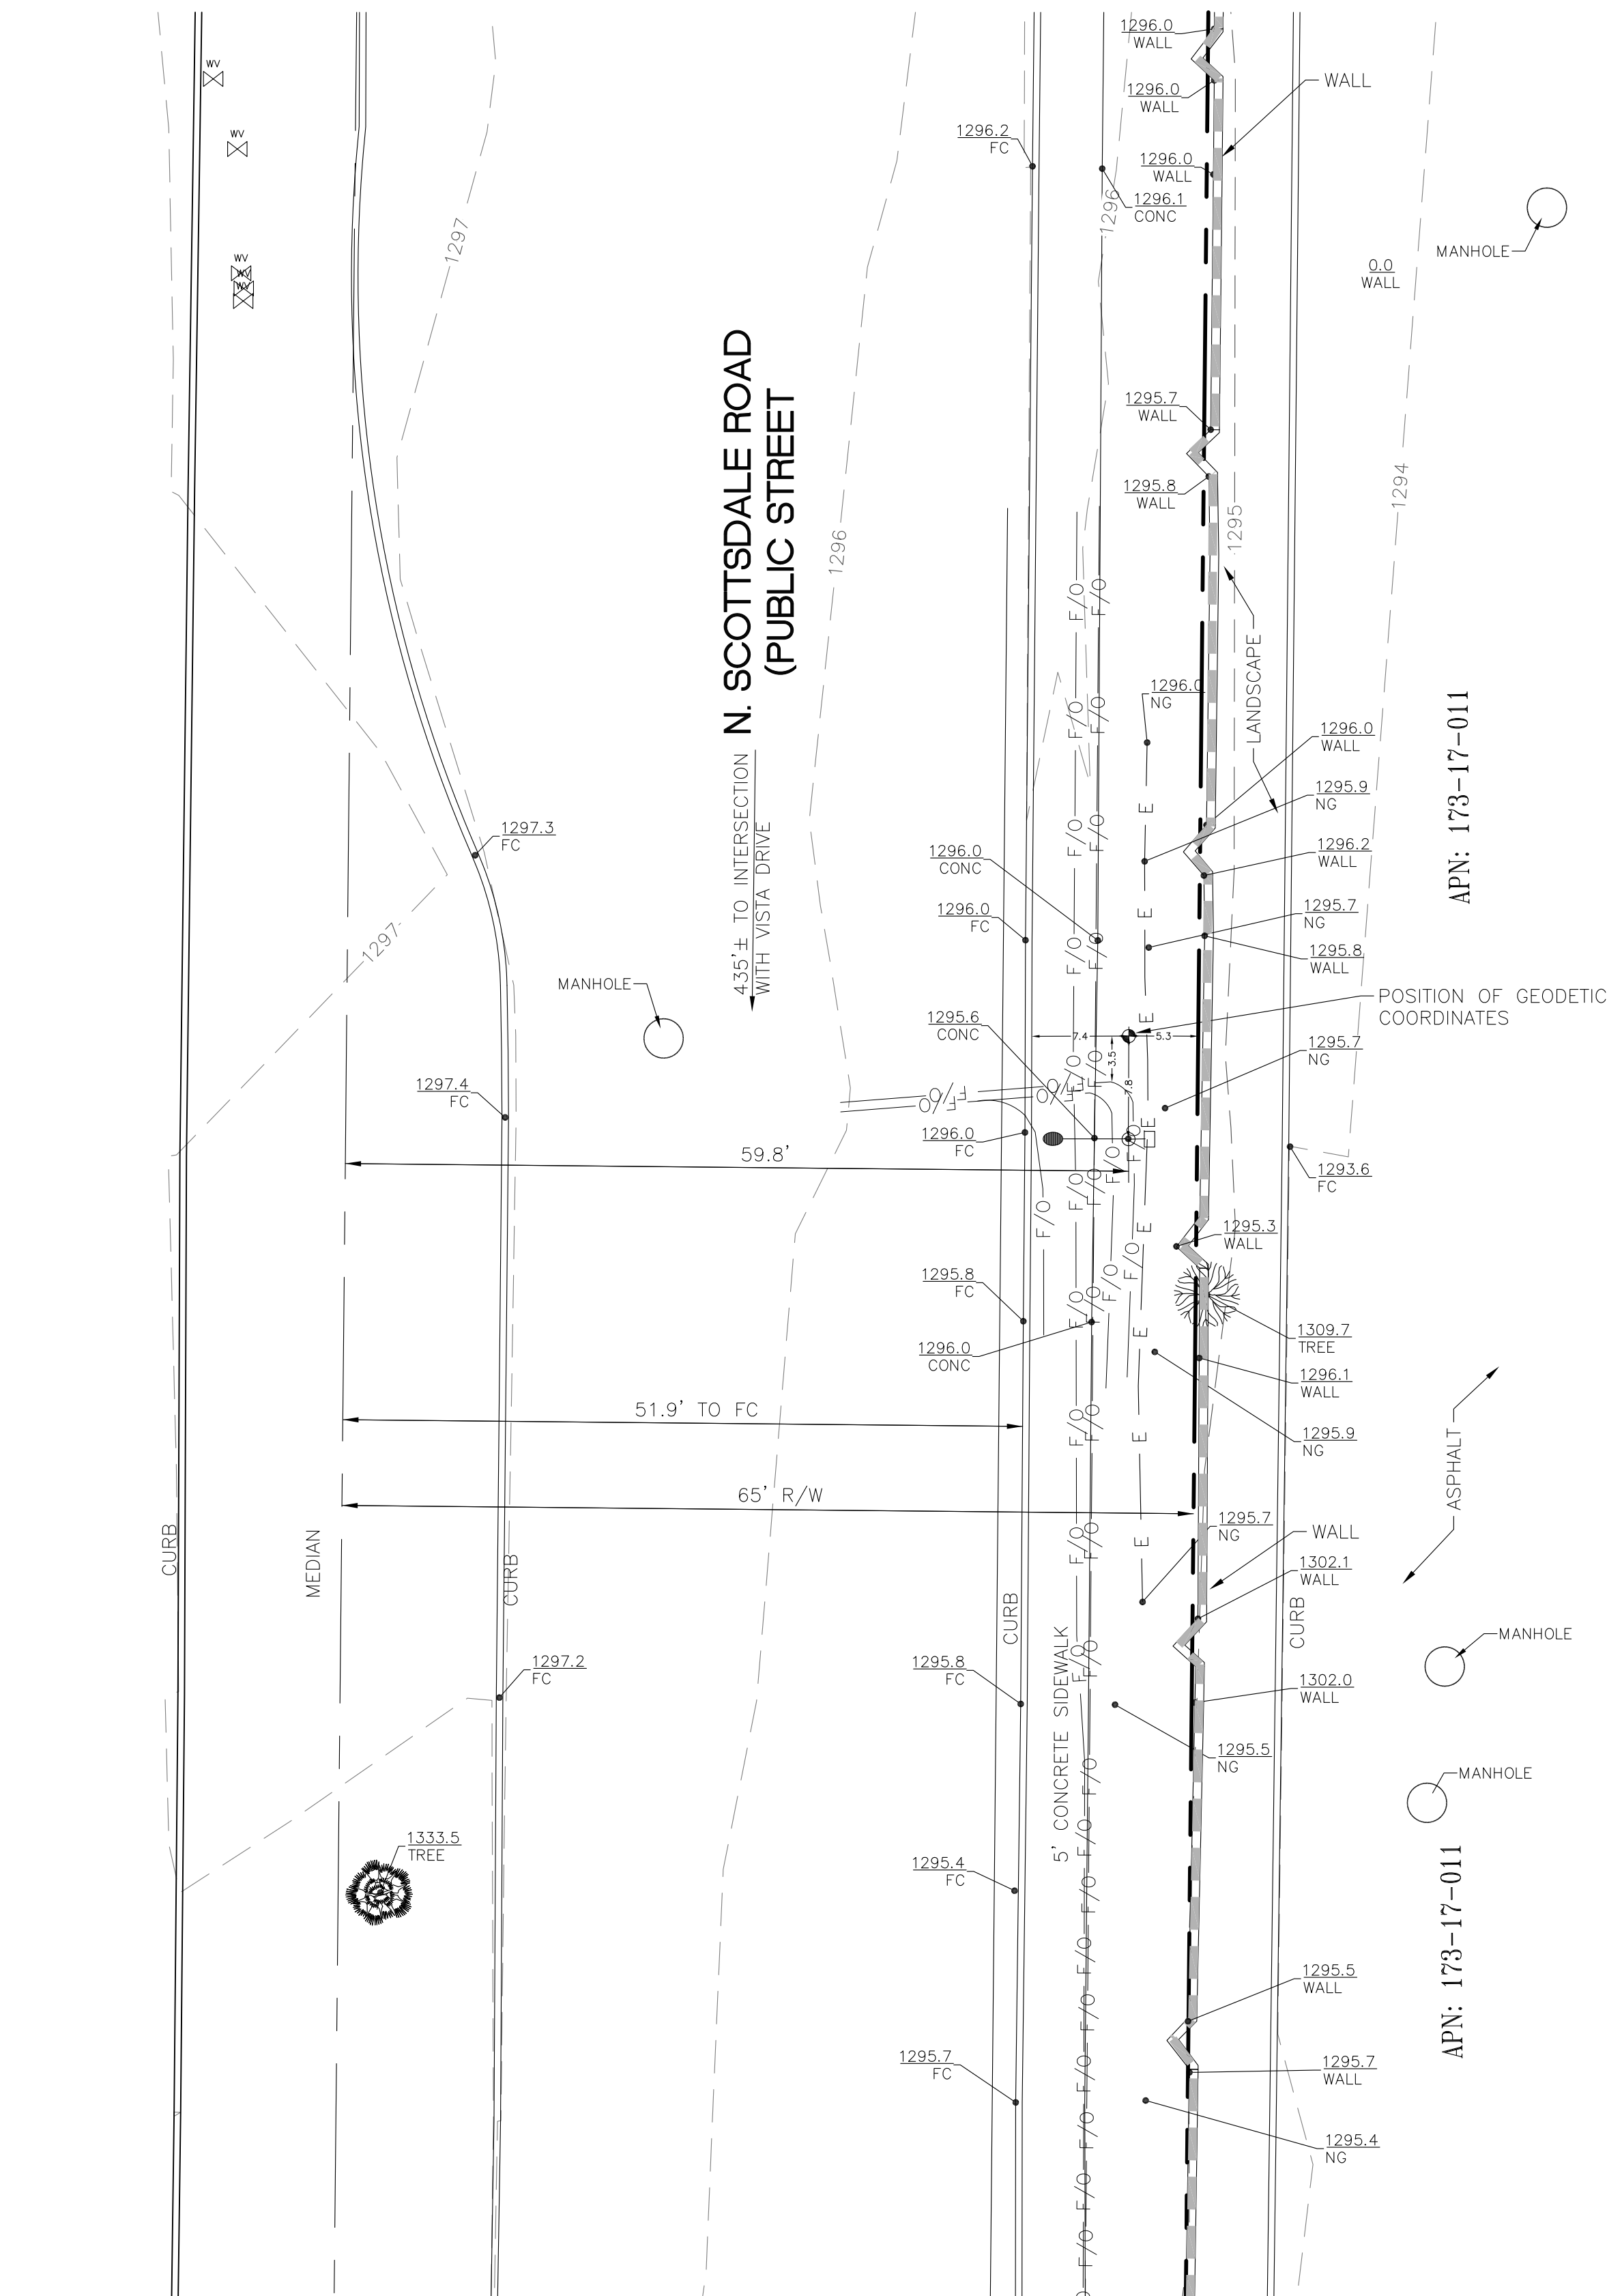 1296.0
WALL
WV
WALL
1296.0
WALL
1296.2
FC
WV
1296.0
WALL
1296.1
CONC
1296
1297
MANHOLE
WV
WV
WV
0.0
WALL
N. SCOTTSDALE ROAD
(PUBLIC STREET
1295.7
WALL
1295.8
WALL
1294
1295
1296
F/O
F/O
LANDSCAPE
1296.0
NG
F/O
F/O
APN: 173-17-011
1296.0
WALL
435'± TO INTERSECTION
WITH VISTA DRIVE
1295.9
NG
E
F/O
F/O
1297.3
FC
1296.0
CONC
1296.2
WALL
1296.0
FC
E
1295.7
NG
1297
F/O
F/O
1295.8
WALL
MANHOLE
POSITION OF GEODETIC
COORDINATES
1295.6
CONC
E
7.4
5.3
3.5
1295.7
NG
F/O
F/O
7.8
1297.4
FC
F/O
F/O
F/O
F/O
E
1296.0
FC
F/O
59.8'
F/O
1293.6
FC
F/O
F/O
F/O
E
1295.3
WALL
F/O
1295.8
FC
F/O
F/O
F/O
E
1309.7
TREE
1296.0
CONC
1296.1
WALL
51.9' TO FC
F/O
F/O
E
1295.9
NG
ASPHALT
65' R/W
1295.7
NG
CURB
MEDIAN
CURB
F/O
F/O
E
WALL
1302.1
WALL
CURB
CURB
MANHOLE
1297.2
FC
1295.8
FC
5' CONCRETE SIDEWALK
F/O
F/O
1302.0
WALL
1295.5
NG
F/O
F/O
MANHOLE
1333.5
TREE
F/O
F/O
1295.4
FC
F/O
F/O
APN: 173-17-011
F/O
F/O
1295.5
WALL
F/O
F/O
1295.7
FC
F/O
F/O
1295.7
WALL
F/O
F/O
1295.4
NG
F/O
F/O
F/O
F/O